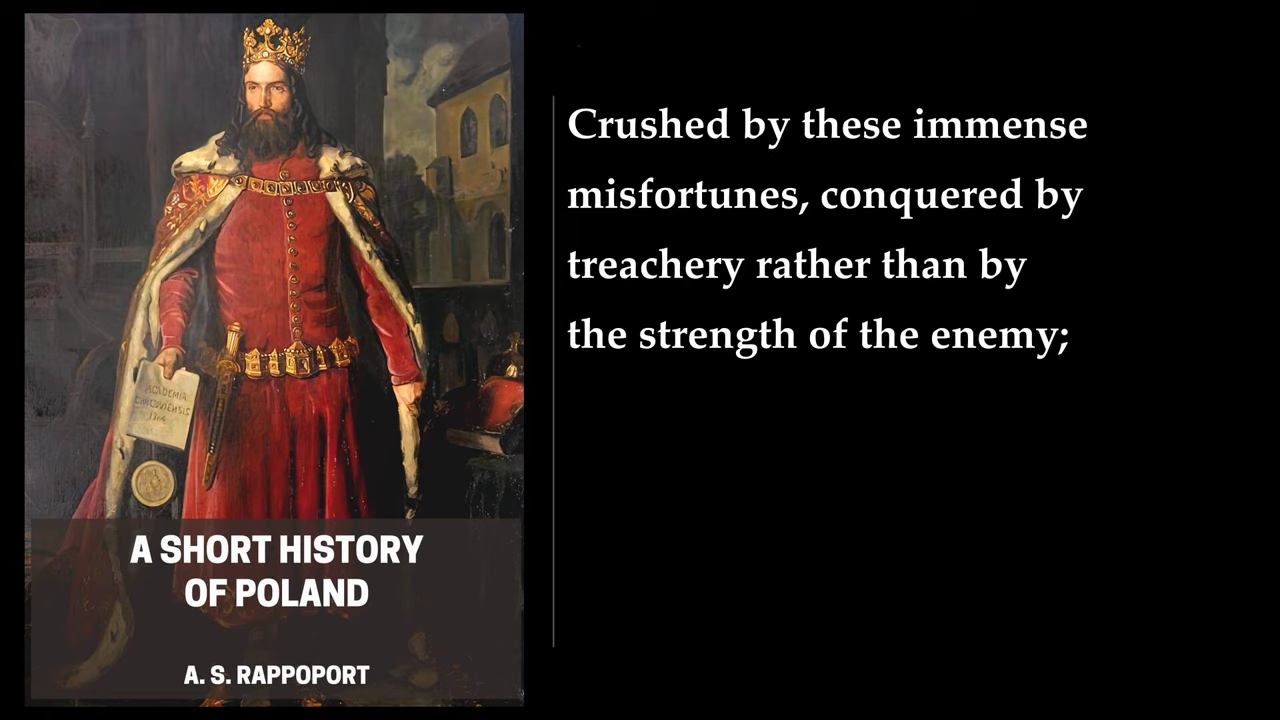 Crushed by these immense
misfortunes, conquered by
treachery rather than by
the strength of the enemy;
ACADEMIA
A SHORT HISTORY
OF POLAND
A. S. RAPPOPORT